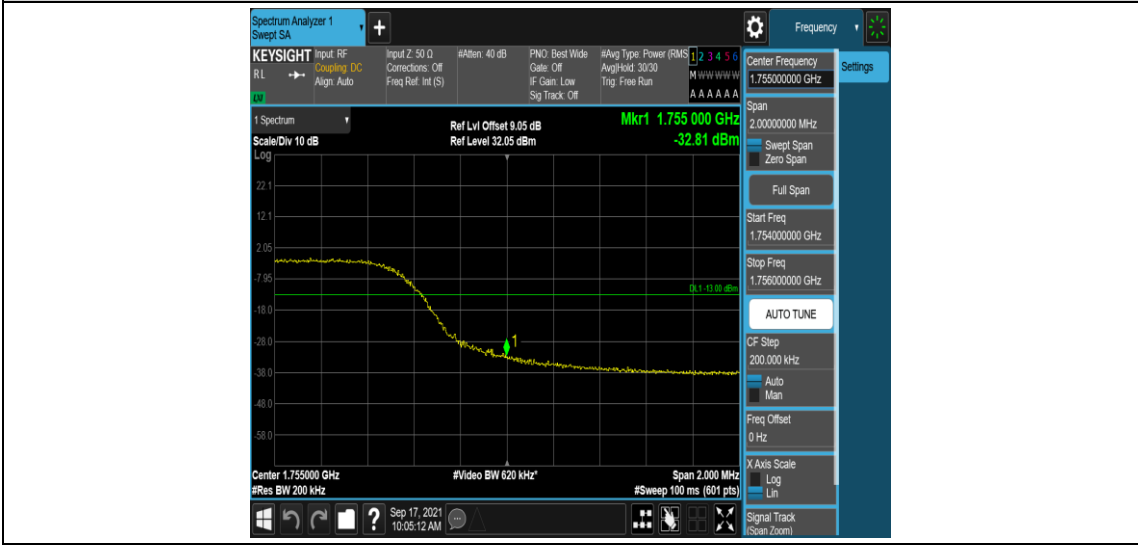 Spectrum Analyzer 1
Swept SA
+
Frequency
KEYSIGHT
RL
LXI
Input: RF
Coupling: DC
Align: Auto
Input Z: 50 Ω
Corrections: Off
Freq Ref: Int (S)
#Atten: 40 dB
PNO: Best Wide
Gate: Off
IF Gain: Low
Sig Track: Off
#Avg Type: Power (RMS
Avg|Hold: 30/30
Trig: Free Run
1 2 3 4 5 6
M W W W W W
A A A A A A
1 Spectrum
Scale/Div 10 dB
Log
Ref Lvl Offset 9.05 dB
Ref Level 32.05 dBm
Mkr1 1.755 000 GHz
-32.81 dBm
22.1
12.1
2.05
-7.95
DL1 -13.00 dBm
-18.0
-28.0
1
-38.0
-48.0
-58.0
Center 1.755000 GHz
#Video BW 620 kHz*
Span 2.000 MHz
#Res BW 200 kHz
#Sweep 100 ms (601 pts)
Settings
Center Frequency
1.755000000 GHz
Span
2.00000000 MHz
Swept Span
Zero Span
Full Span
Start Freq
1.754000000 GHz
Stop Freq
1.756000000 GHz
AUTO TUNE
CF Step
200.000 kHz
Auto
Man
Freq Offset
0 Hz
X Axis Scale
Log
Lin
Signal Track
(Span Zoom)
?
Sep 17, 2021
10:05:12 AM